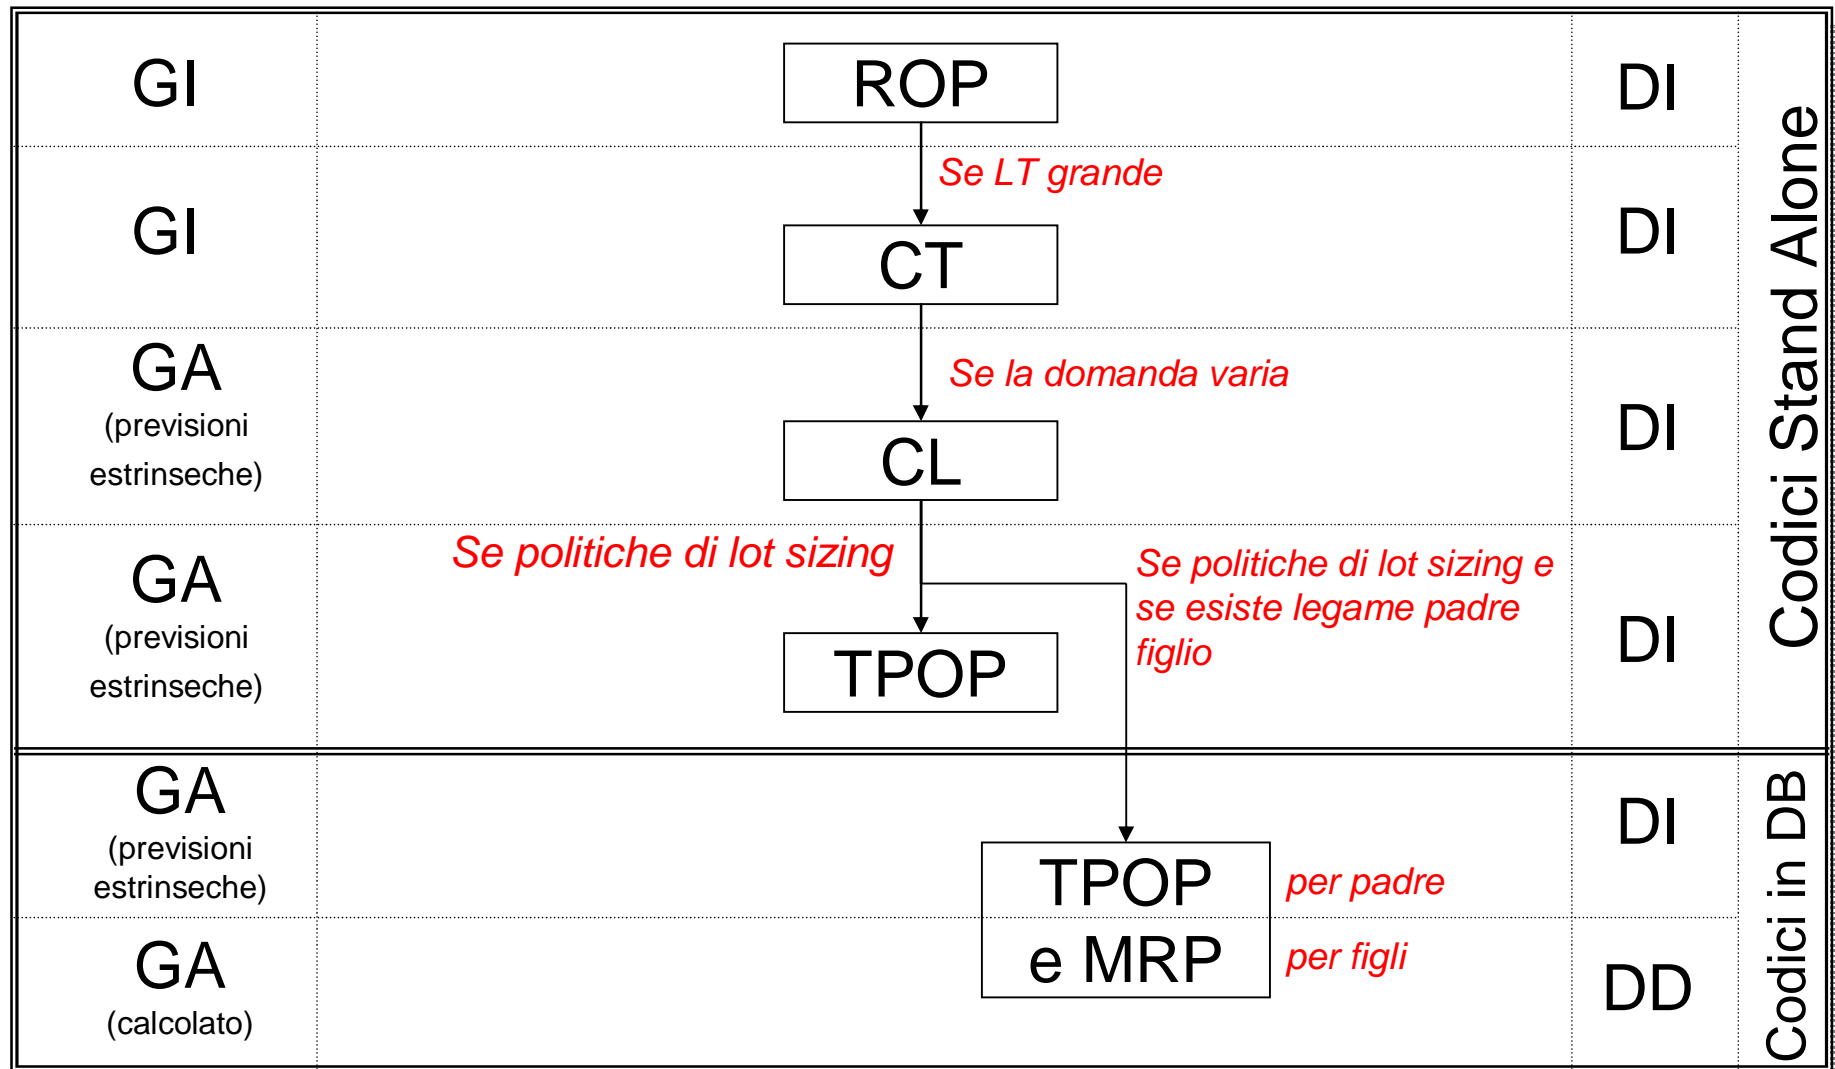 GI
ROP
DI
Se LT grande
GI
CT
DI
GA
(previsioni
estrinseche)
Se la domanda varia
CL
DI
GA
(previsioni
estrinseche)
Se politiche di lot sizing
Se politiche di lot sizing e
se esiste legame padre
figlio
TPOP
DI
Codici Stand Alone
GA
(previsioni
estrinseche)
TPOP
per padre
DI
GA
(calcolato)
e MRP
per figli
DD
Codici in DB